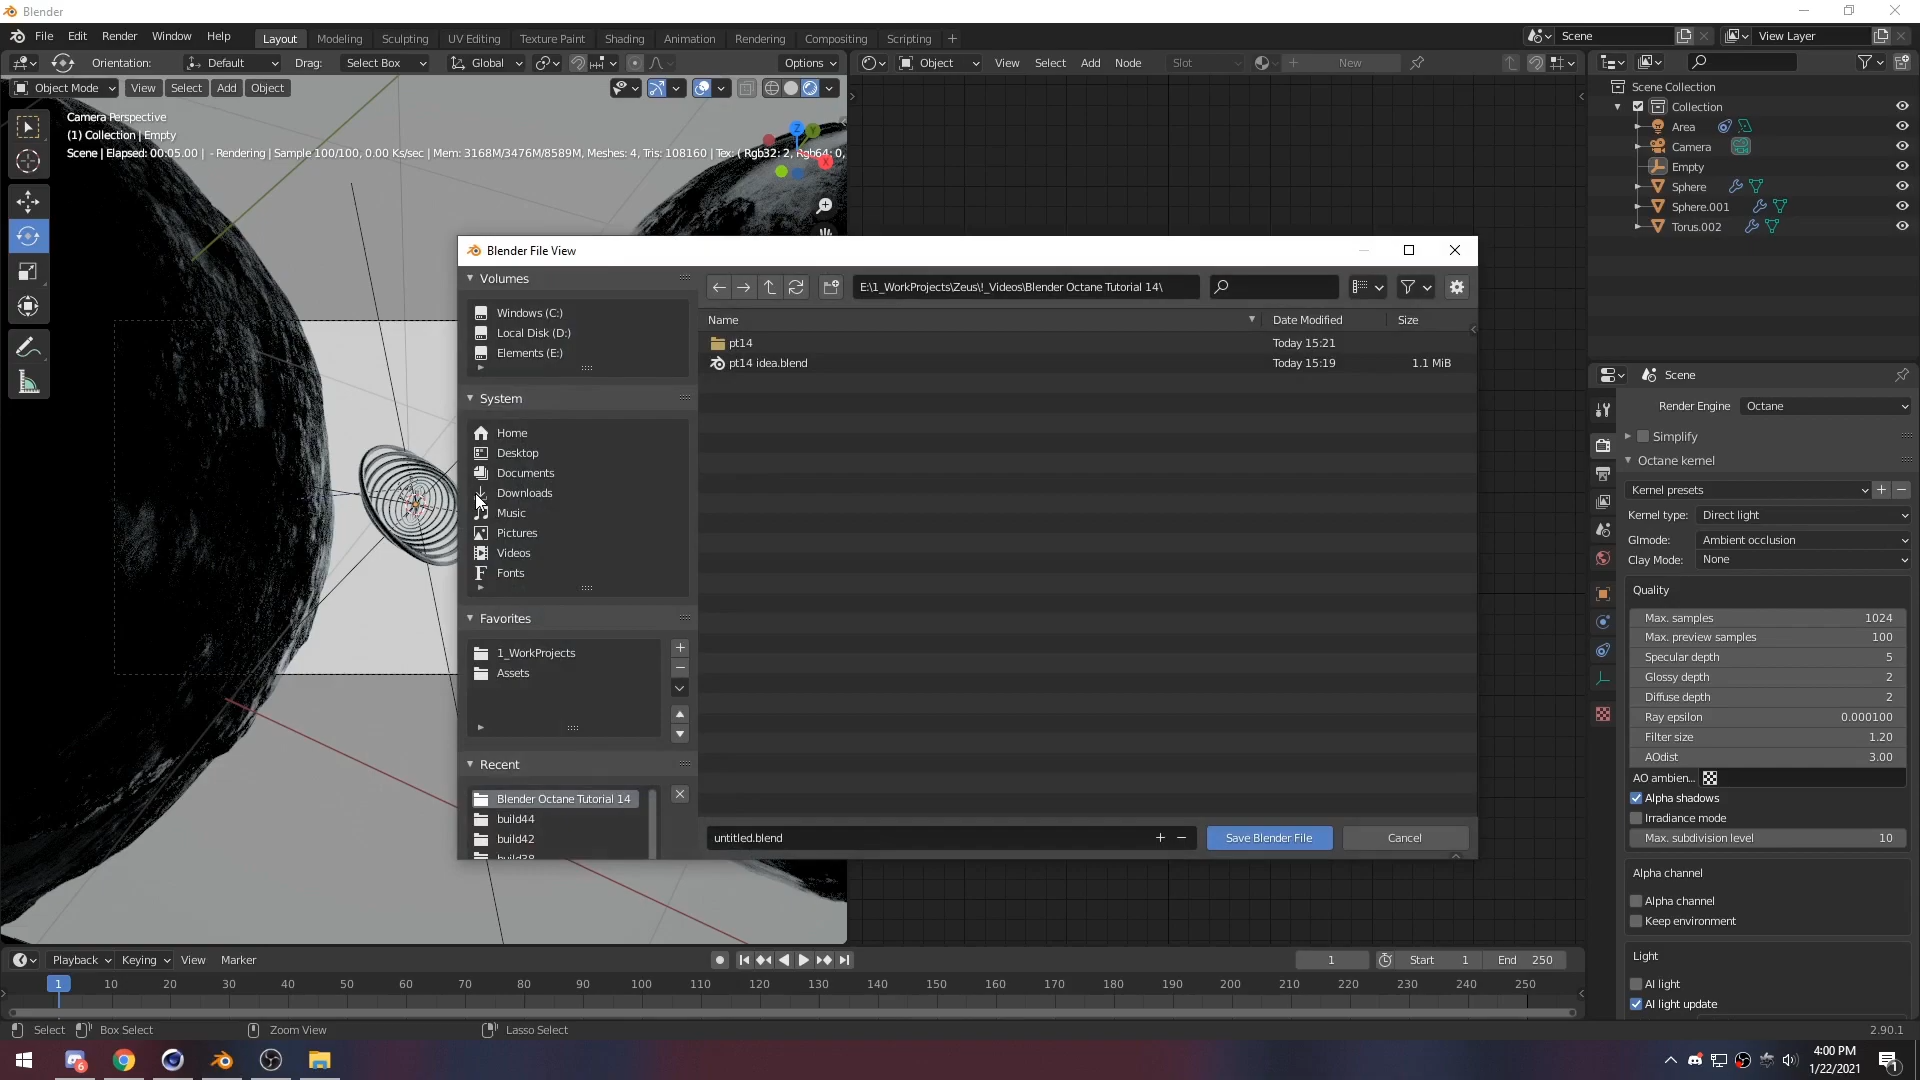 Blender
File Edit Render Window Help Layout Modeling Sculpting UV Editing Texture Paint Shading Animation Rendering Compositing Scripting + Scene View Layer
Orientation: Default Drag: Select Box Global Options Object View Select Add Node Slot New
Object Mode View Select Add Object
Scene Collection
Collection
Area
Camera
Empty
Sphere
Sphere.001
Torus.002
Camera Perspective
(1) Collection | Empty
Scene | Elapsed: 00:05.00 | - Rendering | Sample 100/100, 0.00 Ks/sec | Mem: 3168M/3476M/8589M, Meshes: 4, Tris: 108160 | Tex: ( Rgb32: 2, Rgb64: 0,
Y
X
Blender File View
Volumes
Windows (C:)
Local Disk (D:)
Elements (E:)
System
Home
Desktop
Documents
Downloads
Music
Pictures
Videos
Fonts
Favorites
1_WorkProjects
Assets
Recent
Blender Octane Tutorial 14
build44
build42
build38
E:\1_WorkProjects\Zeus\!_Videos\Blender Octane Tutorial 14\
Name Date Modified Size
pt14 Today 15:21
pt14 idea.blend Today 15:19 1.1 MiB
untitled.blend + − Save Blender File Cancel
Scene
Render Engine Octane
Simplify
Octane kernel
Kernel presets
Kernel type: Direct light
GImode: Ambient occlusion
Clay Mode: None
Quality
Max. samples 1024
Max. preview samples 100
Specular depth 5
Glossy depth 2
Diffuse depth 2
Ray epsilon 0.000100
Filter size 1.20
AOdist 3.00
AO ambien...
Alpha shadows
Irradiance mode
Max. subdivision level 10
Alpha channel
Alpha channel
Keep environment
Light
AI light
AI light update
Playback Keying View Marker 1 Start 1 End 250
1 10 20 30 40 50 60 70 80 90 100 110 120 130 140 150 160 170 180 190 200 210 220 230 240 250
Select Box Select Zoom View Lasso Select 2.90.1
6
4:00 PM
1/22/2021
1